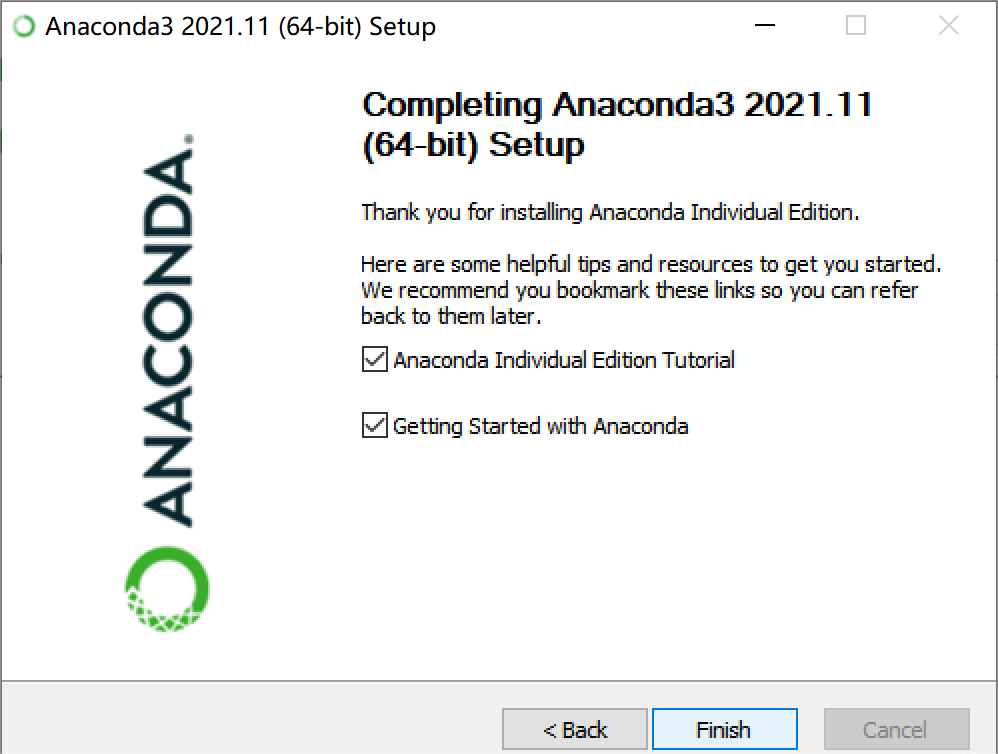 Anaconda3 2021.11 (64-bit) Setup
ANACONDA.
Completing Anaconda3 2021.11
(64-bit) Setup
Thank you for installing Anaconda Individual Edition.
Here are some helpful tips and resources to get you started.
We recommend you bookmark these links so you can refer
back to them later.
Anaconda Individual Edition Tutorial
Getting Started with Anaconda
< Back
Finish
Cancel